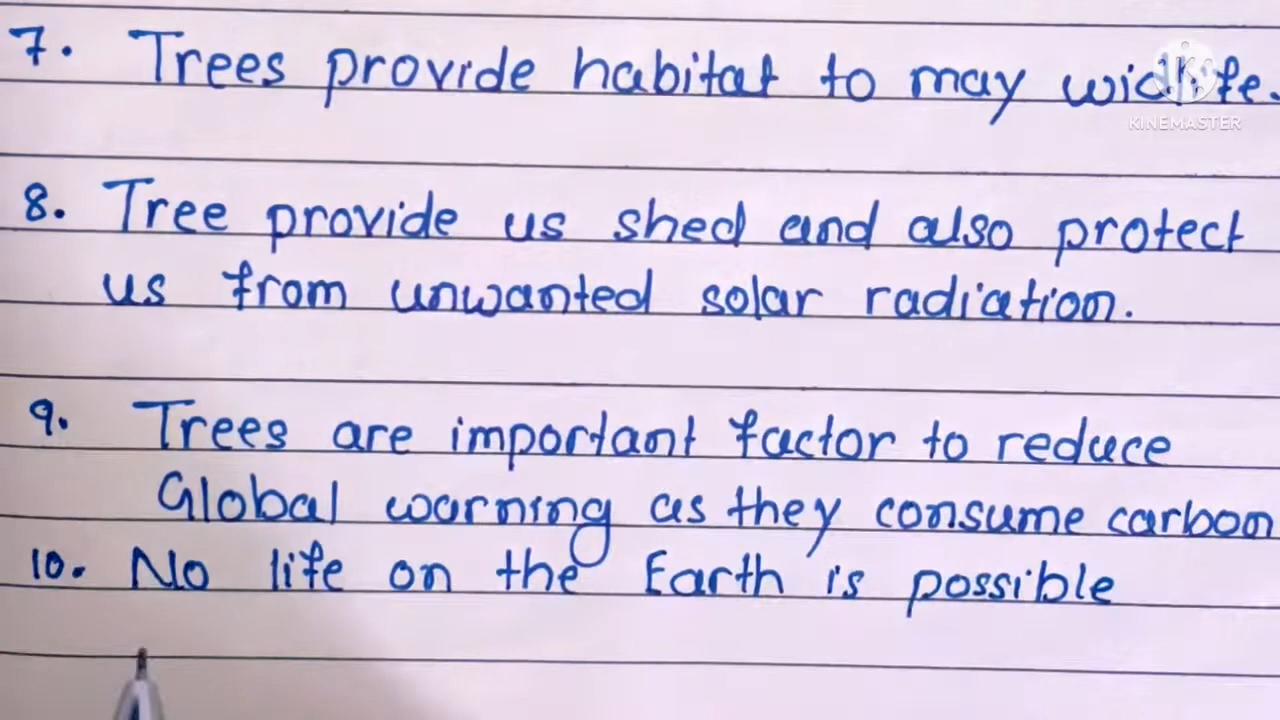 7. Trees provide habitat to may widlife.
KINEMASTER
8. Tree provide us shed and also protect
us from unwanted solar radiation.
9. Trees are important factor to reduce
Global warning as they consume carbon
10. No life on the Earth is possible